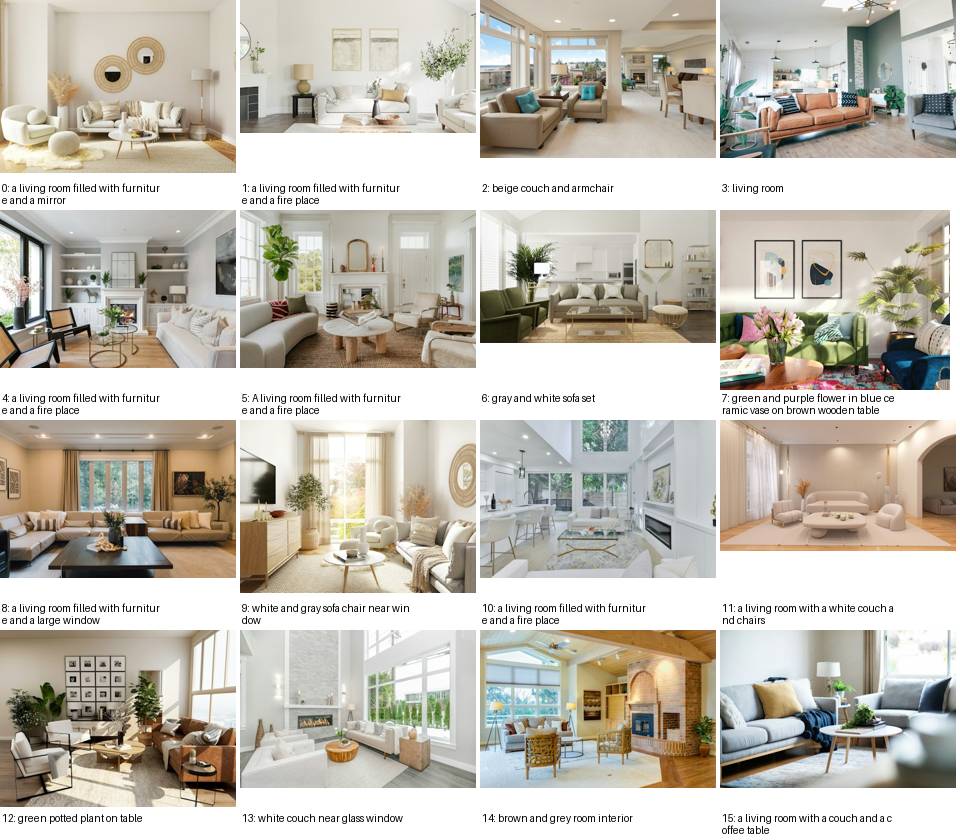 0: a living room filled with furnitur
e and a mirror
1: a living room filled with furnitur
e and a fire place
2: beige couch and armchair
3: living room
4: a living room filled with furnitur
e and a fire place
5: A living room filled with furnitur
e and a fire place
6: gray and white sofa set
7: green and purple flower in blue ce
ramic vase on brown wooden table
8: a living room filled with furnitur
e and a large window
9: white and gray sofa chair near win
dow
10: a living room filled with furnitur
e and a fire place
11: a living room with a white couch a
nd chairs
12: green potted plant on table
13: white couch near glass window
14: brown and grey room interior
15: a living room with a couch and a c
offee table